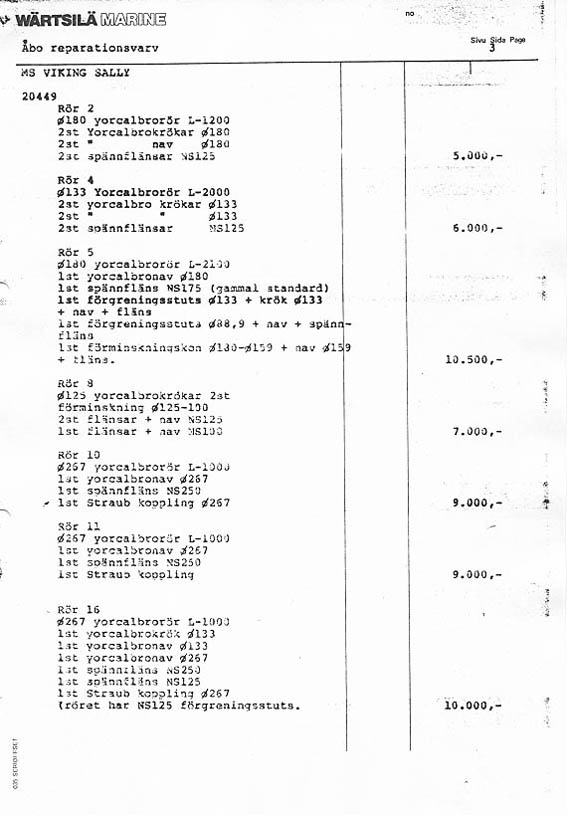 WÄRTSILÄ MARINE
no
Åbo reparationsvarv
Sivu Sida Page
3
MS VIKING SALLY
20449
Rör 2
Ø180 yorcalbrorör L-1200
2st Yorcalbrokrökar Ø180
2st " nav Ø180
2st spännflänsar NS125 5.000,-
Rör 4
Ø133 Yorcalbrorör L-2000
2st yorcalbro krökar Ø133
2st " " Ø133
2st spännflänsar NS125 6.000,-
Rör 5
Ø180 yorcalbrorör L-2100
1st yorcalbronav Ø180
1st spännfläns NS175 (gammal standard)
1st förgreningsstuts Ø133 + krök Ø133
+ nav + fläns
1st förgreningsstuts Ø88,9 + nav + spänn-
fläns
1st förminskningskon Ø180-Ø159 + nav Ø159
+ fläns. 10.500,-
Rör 8
Ø125 yorcalbrokrökar 2st
förminskning Ø125-100
2st flänsar + nav NS125
1st flänsar + nav NS100 7.000,-
Rör 10
Ø267 yorcalbrorör L-1000
1st yorcalbronav Ø267
1st spännfläns NS250
1st Straub koppling Ø267 9.000,-
Rör 11
Ø267 yorcalbrorör L-1000
1st yorcalbronav Ø267
1st spännfläns NS250
1st Straub koppling 9.000,-
Rör 16
Ø267 yorcalbrorör L-1000
1st yorcalbrokrök Ø133
1st yorcalbronav Ø133
1st yorcalbronav Ø267
1st spännfläns NS250
1st spännfläns NS125
1st Straub koppling Ø267
(röret har NS125 förgreningsstuts. 10.000,-